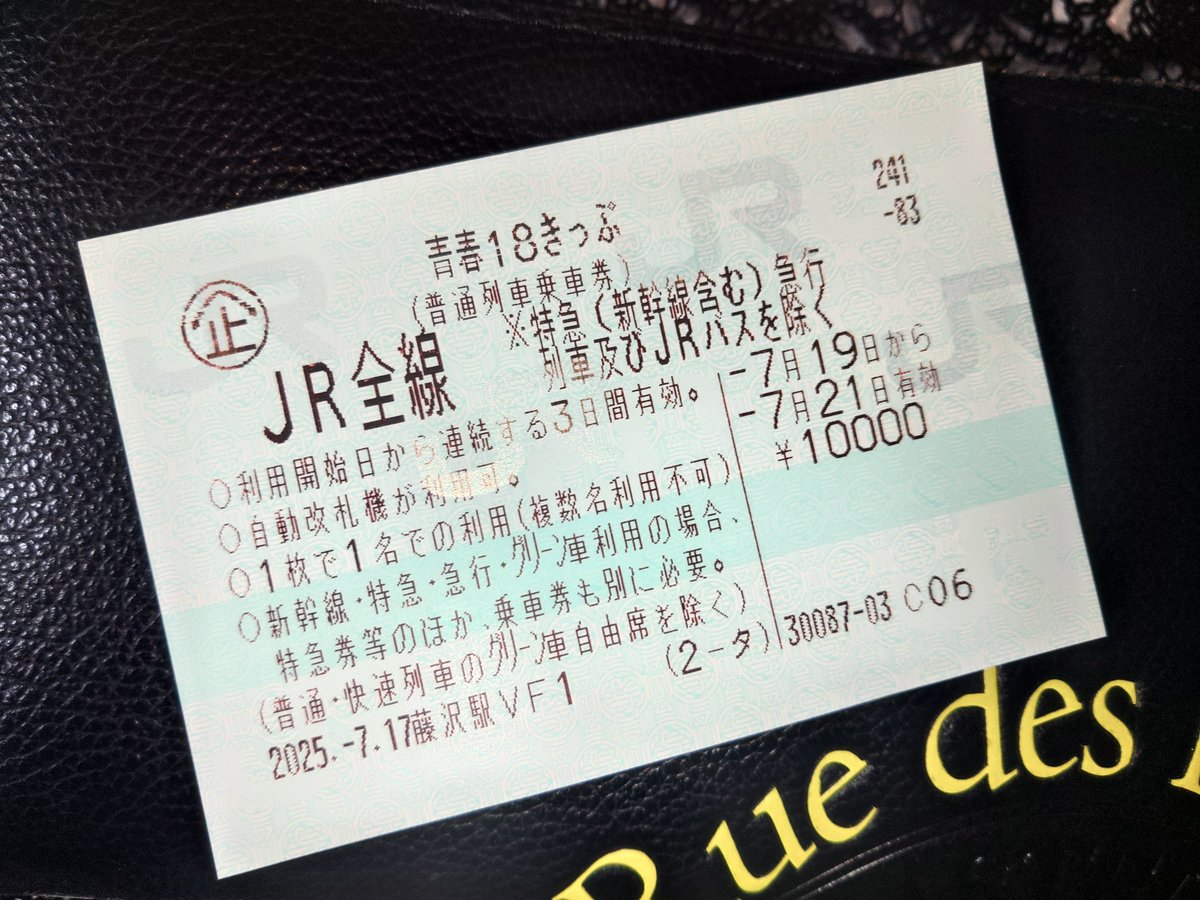 241
-83
青春18きっぷ
(普通列車乗車券)
企
※特急(新幹線含む)急行
列車及びJRバスを除く
JR全線
-7月19日から
-7月21日有効
¥10000
○利用開始日から連続する3日間有効。
○自動改札機が利用可。
○1枚で1名での利用(複数名利用不可)
○新幹線・特急・急行・グリーン車利用の場合、
特急券等のほか、乗車券も別に必要。
(普通・快速列車のグリーン車自由席を除く)
2025.-7.17藤沢駅VF1
(2-タ)
30087-03 C06
Rue des